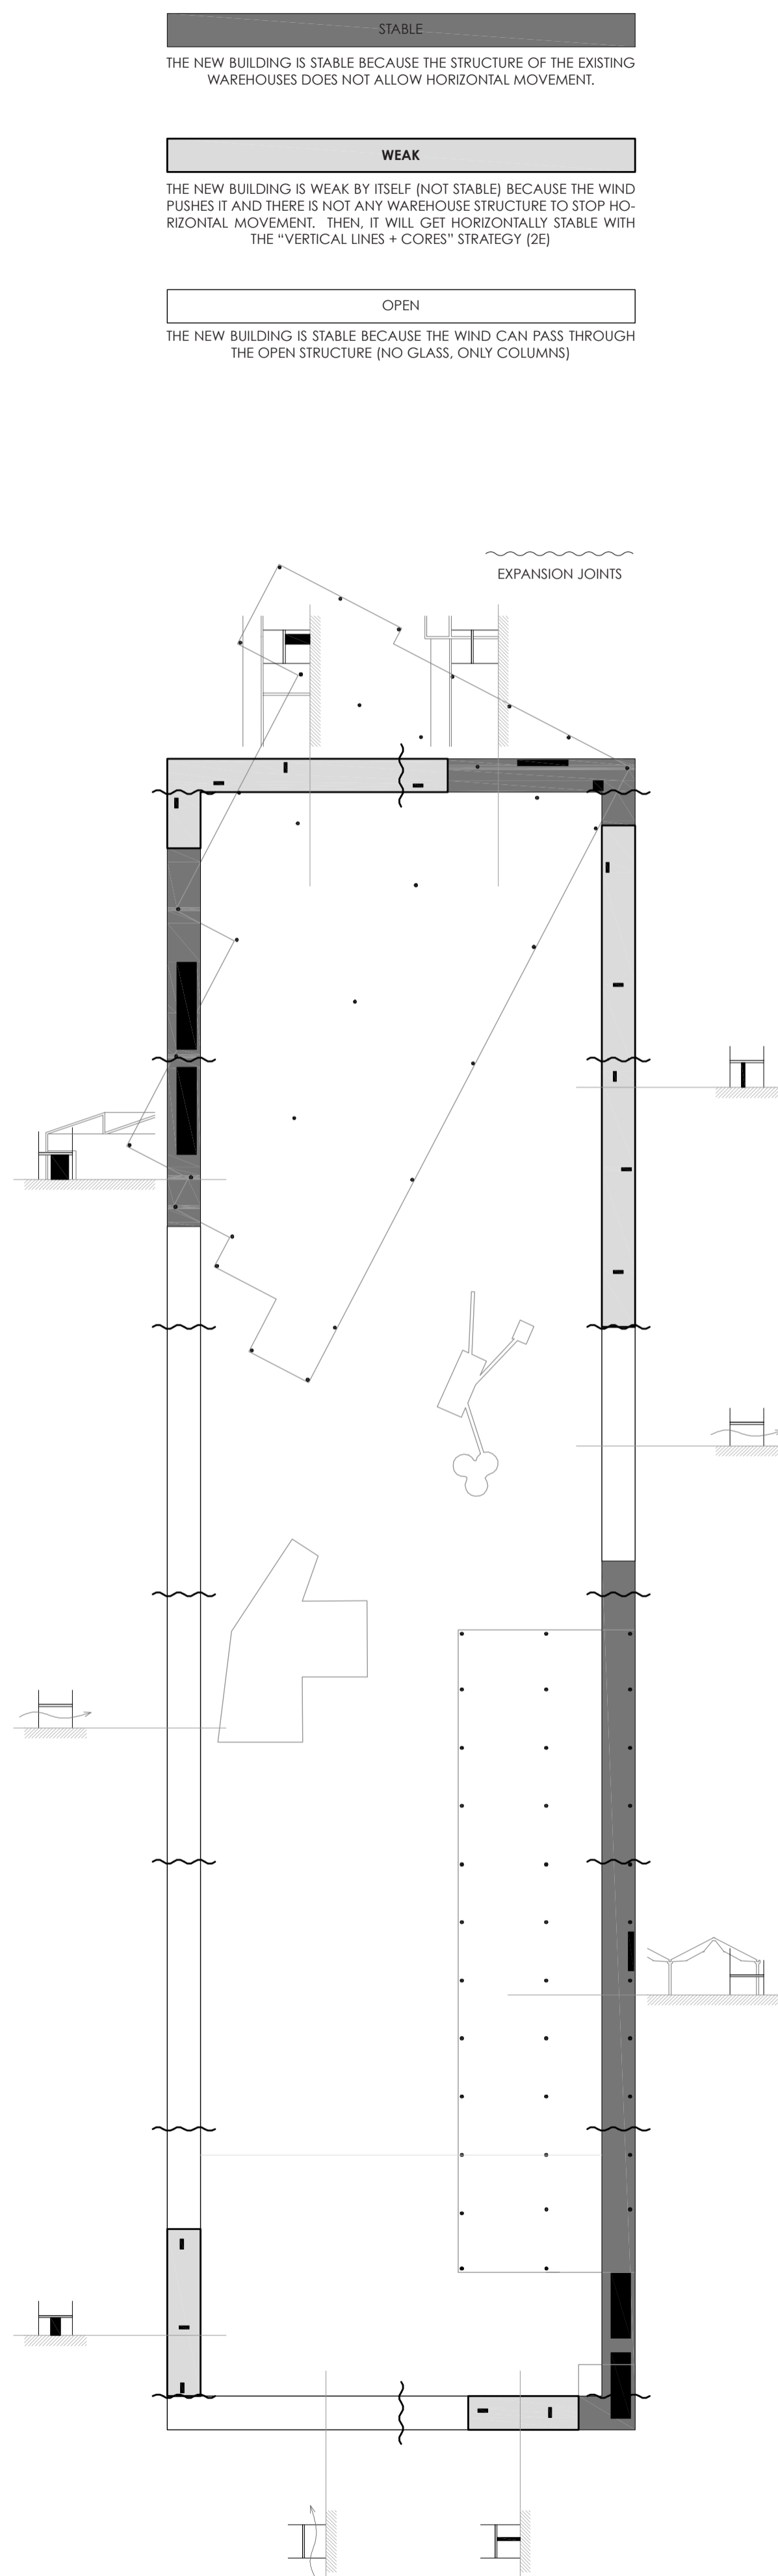 STABLE
THE NEW BUILDING IS STABLE BECAUSE THE STRUCTURE OF THE EXISTING
WAREHOUSES DOES NOT ALLOW HORIZONTAL MOVEMENT.
WEAK
THE NEW BUILDING IS WEAK BY ITSELF (NOT STABLE) BECAUSE THE WIND
PUSHES IT AND THERE IS NOT ANY WAREHOUSE STRUCTURE TO STOP HO-
RIZONTAL MOVEMENT. THEN, IT WILL GET HORIZONTALLY STABLE WITH
THE “VERTICAL LINES + CORES” STRATEGY (2E)
OPEN
THE NEW BUILDING IS STABLE BECAUSE THE WIND CAN PASS THROUGH
THE OPEN STRUCTURE (NO GLASS, ONLY COLUMNS)
EXPANSION JOINTS